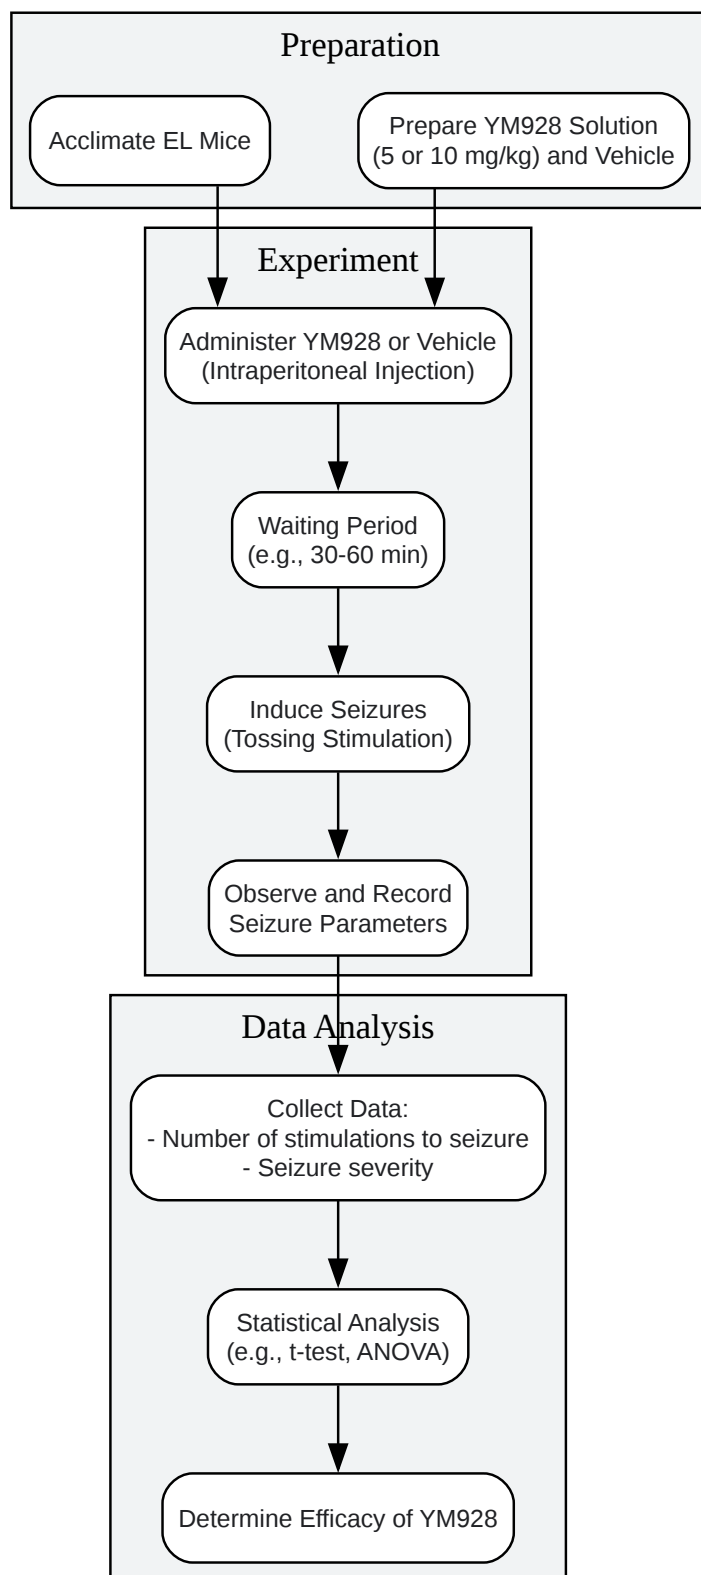 Preparation
Acclimate EL Mice
Prepare YM928 Solution
(5 or 10 mg/kg) and Vehicle
Experiment
Administer YM928 or Vehicle
(Intraperitoneal Injection)
Waiting Period
(e.g., 30-60 min)
Induce Seizures
(Tossing Stimulation)
Observe and Record
Seizure Parameters
Data Analysis
Collect Data:
- Number of stimulations to seizure
- Seizure severity
Statistical Analysis
(e.g., t-test, ANOVA)
Determine Efficacy of YM928